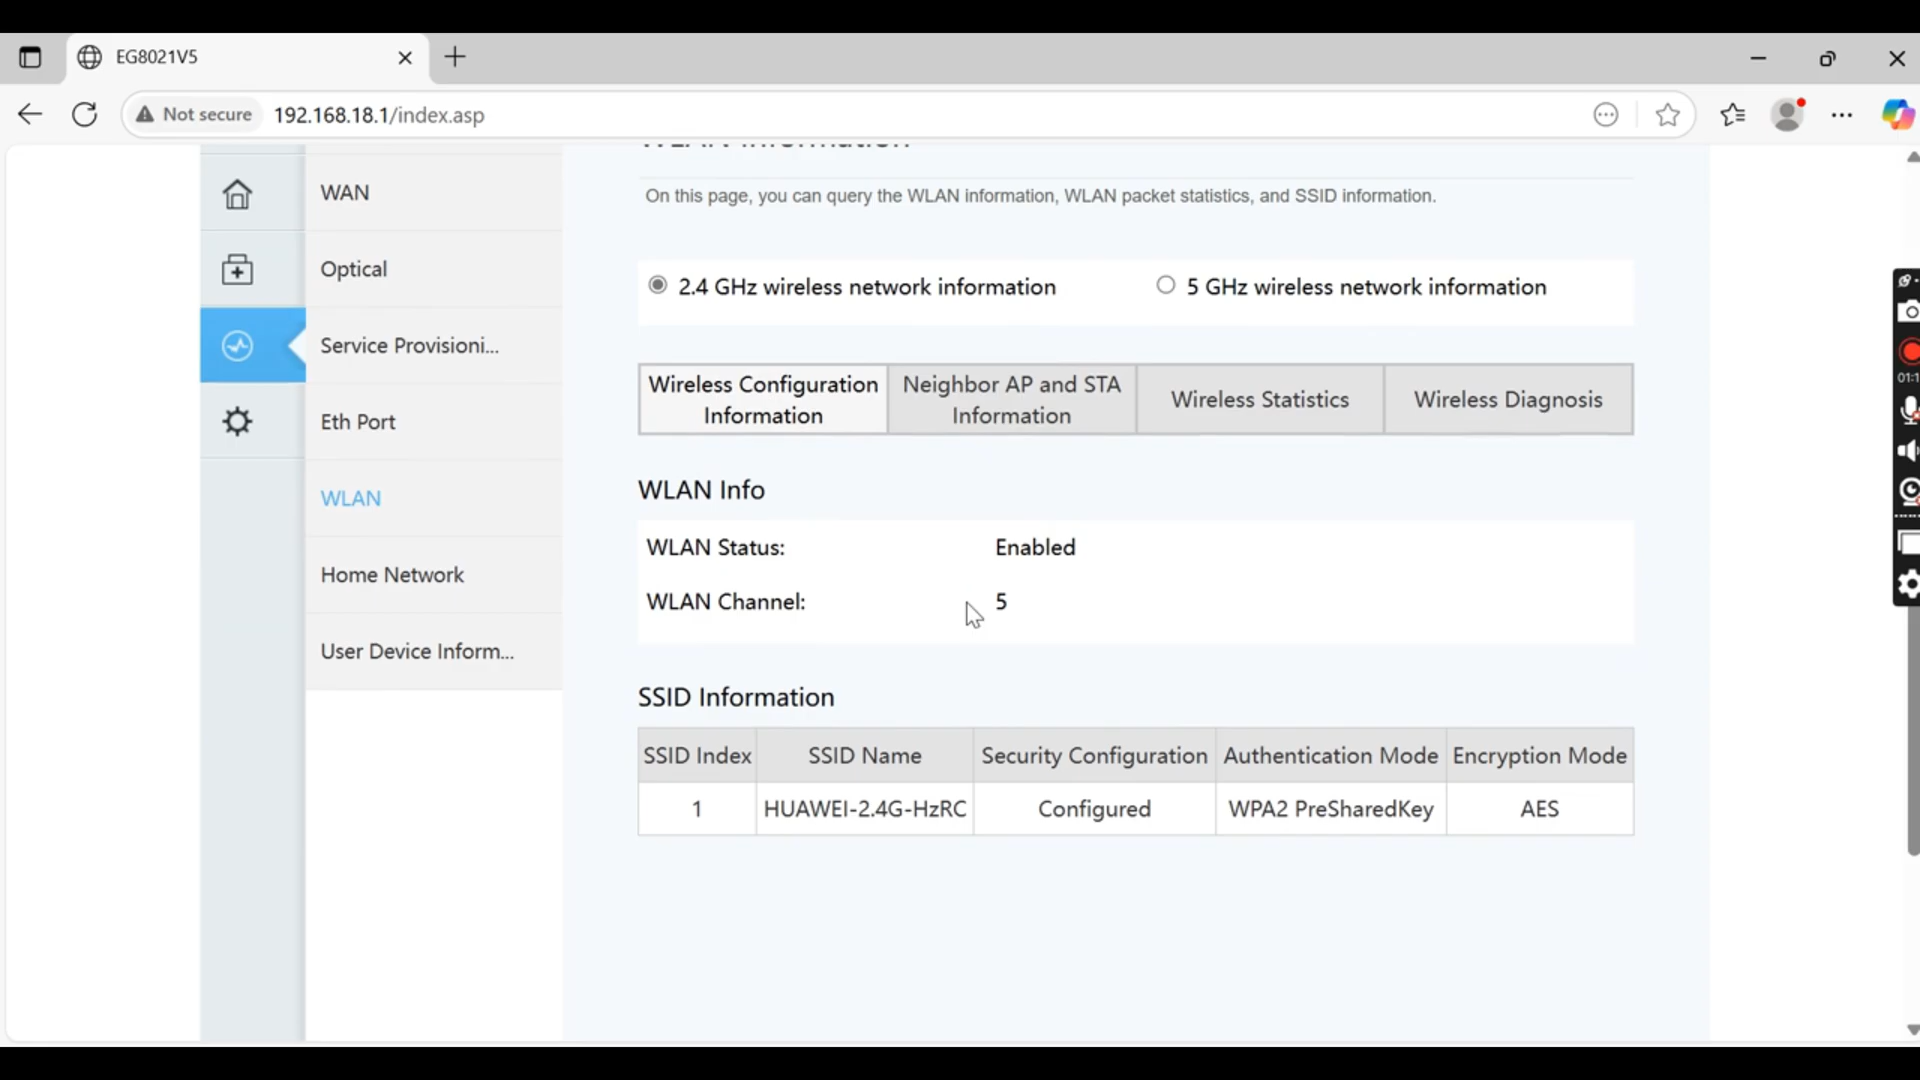 EG8021V5
Not secure 192.168.18.1/index.asp
WAN
Optical
Service Provisioni...
Eth Port
WLAN
Home Network
User Device Inform...
WLAN Information
On this page, you can query the WLAN information, WLAN packet statistics, and SSID information.
2.4 GHz wireless network information 5 GHz wireless network information
Wireless Configuration Information
Neighbor AP and STA Information
Wireless Statistics
Wireless Diagnosis
WLAN Info
WLAN Status: Enabled
WLAN Channel: 5
SSID Information
SSID Index SSID Name Security Configuration Authentication Mode Encryption Mode
1 HUAWEI-2.4G-HzRC Configured WPA2 PreSharedKey AES